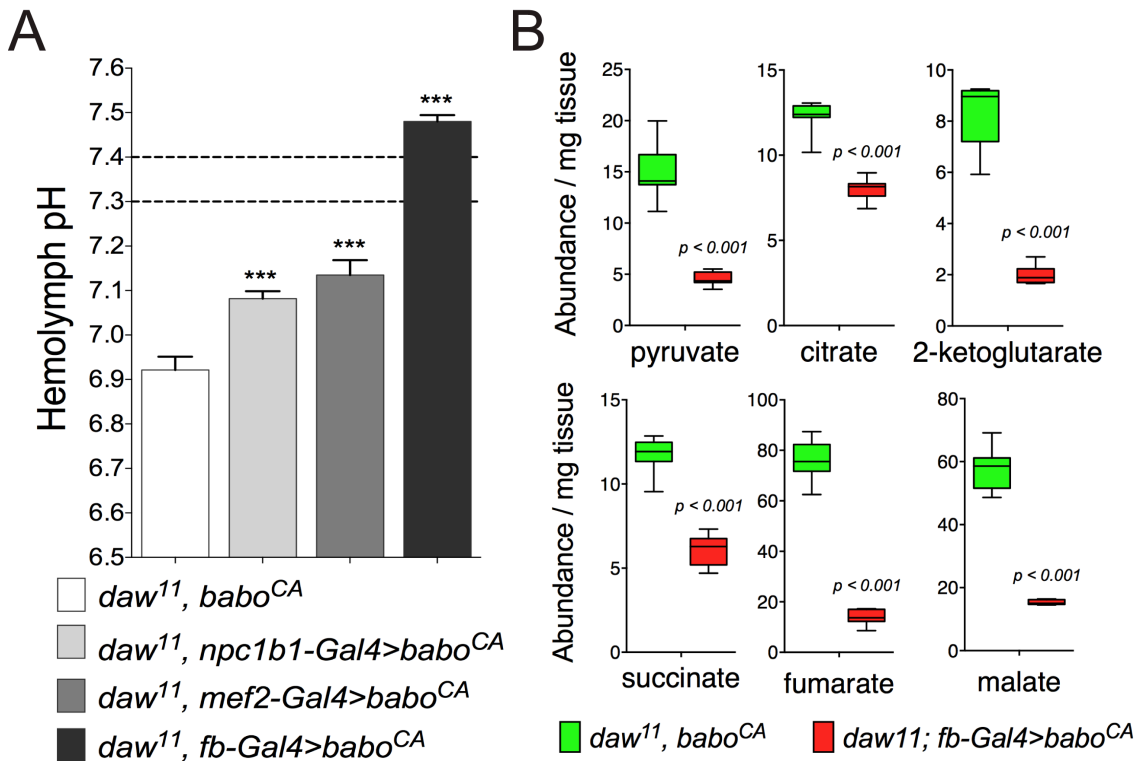 A
Hemolymph pH
7.6
7.5
7.4
7.3
7.2
7.1
7.0
6.9
6.8
6.7
6.6
6.5
***
***
***
daw11, baboCA
daw11, npc1b1-Gal4>baboCA
daw11, mef2-Gal4>baboCA
daw11, fb-Gal4>baboCA
B
Abundance / mg tissue
25
20
15
10
5
0
p < 0.001
pyruvate
15
10
5
0
p < 0.001
citrate
10
8
6
4
2
0
p < 0.001
2-ketoglutarate
Abundance / mg tissue
15
10
5
0
p < 0.001
succinate
100
80
60
40
20
0
p < 0.001
fumarate
80
60
40
20
0
p < 0.001
malate
daw11, baboCA
daw11; fb-Gal4>baboCA